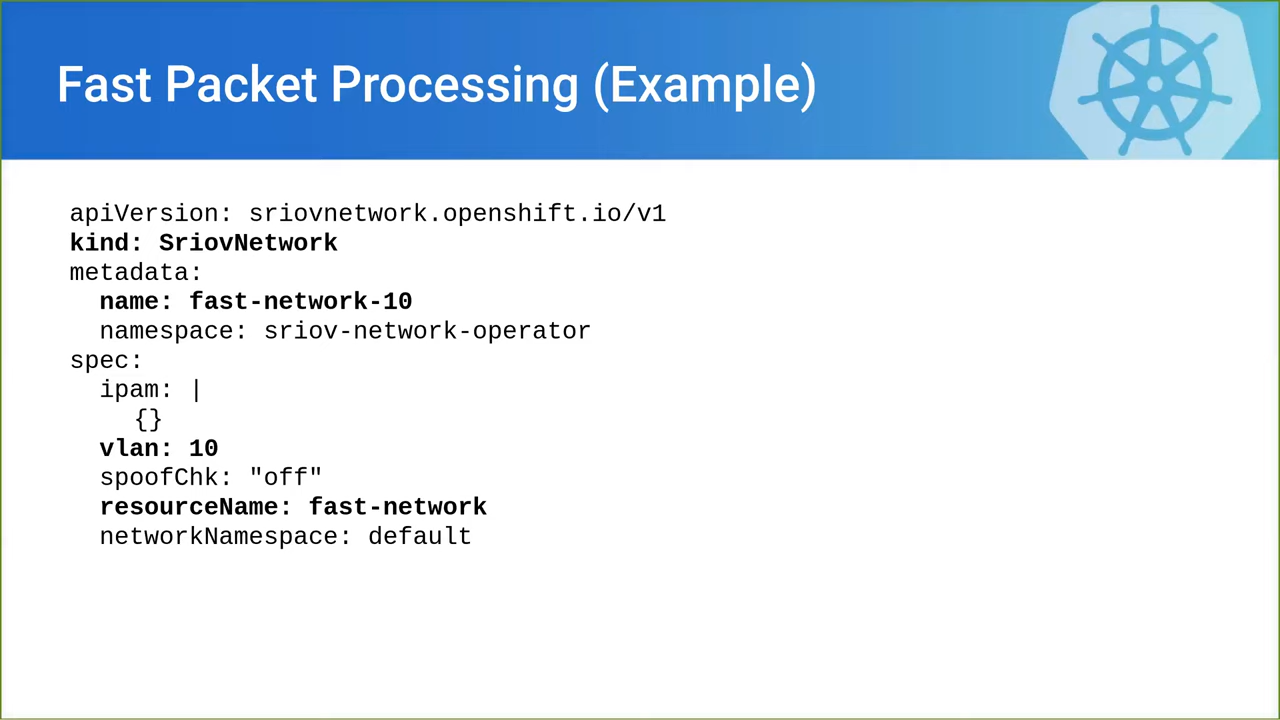 Fast Packet Processing (Example)
apiVersion: sriovnetwork.openshift.io/v1
kind: SriovNetwork
metadata:
  name: fast-network-10
  namespace: sriov-network-operator
spec:
  ipam: |
    {}
  vlan: 10
  spoofChk: "off"
  resourceName: fast-network
  networkNamespace: default